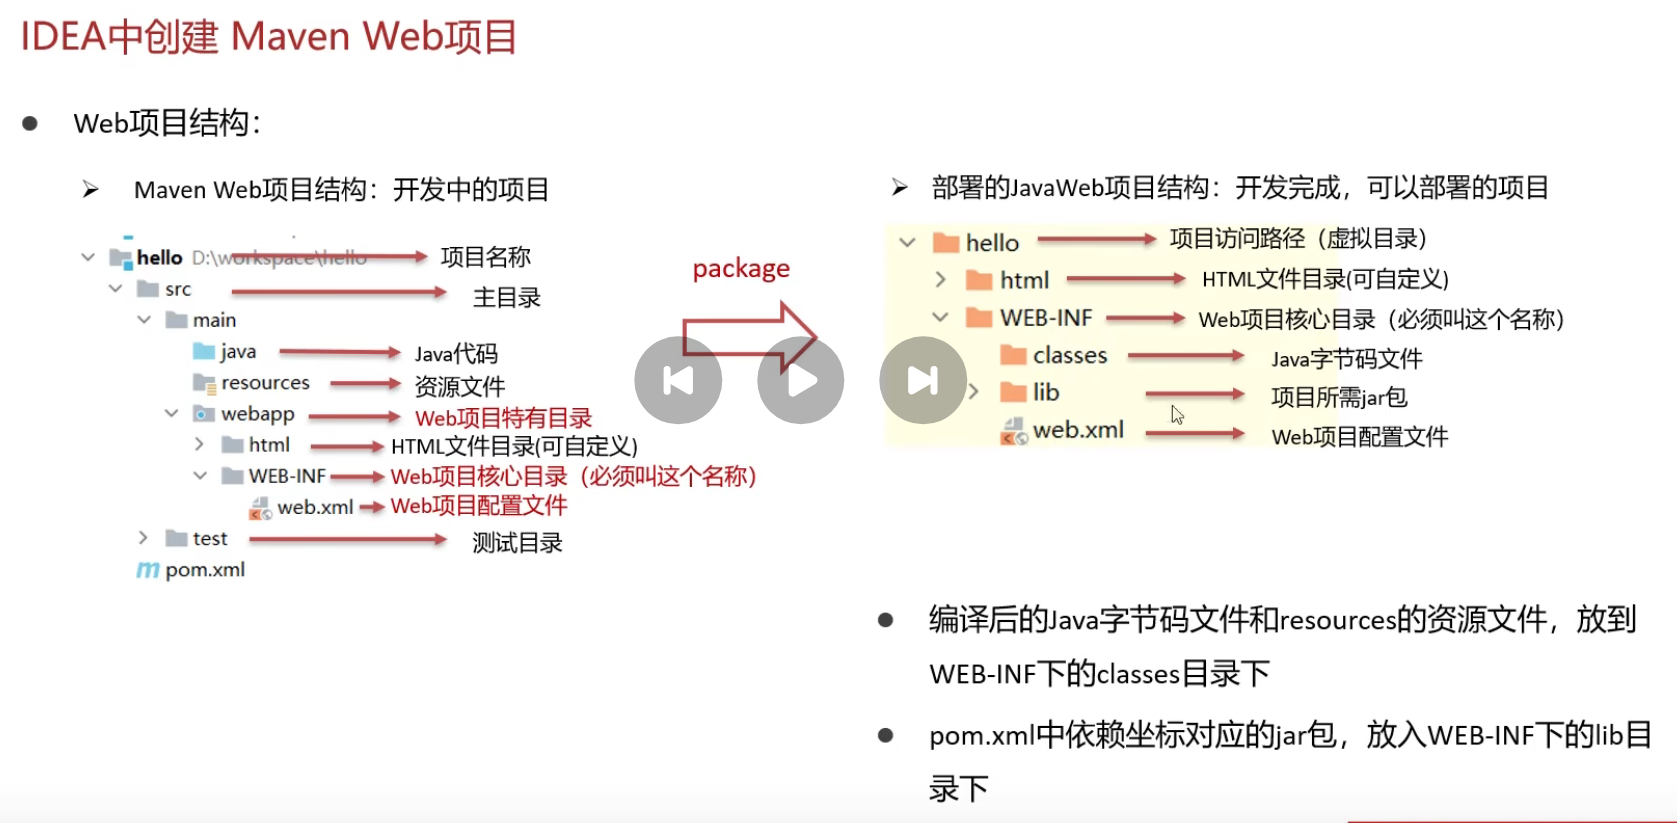 IDEA中创建 Maven Web项目
Web项目结构：
Maven Web项目结构：开发中的项目
hello D:\workspace\hello 项目名称
src 主目录
main
java Java代码
resources 资源文件
webapp Web项目特有目录
html HTML文件目录(可自定义)
WEB-INF Web项目核心目录（必须叫这个名称）
web.xml Web项目配置文件
test 测试目录
pom.xml
package
部署的JavaWeb项目结构：开发完成，可以部署的项目
hello 项目访问路径（虚拟目录）
html HTML文件目录(可自定义)
WEB-INF Web项目核心目录（必须叫这个名称）
classes Java字节码文件
lib 项目所需jar包
web.xml Web项目配置文件
编译后的Java字节码文件和resources的资源文件，放到
WEB-INF下的classes目录下
pom.xml中依赖坐标对应的jar包，放入WEB-INF下的lib目
录下